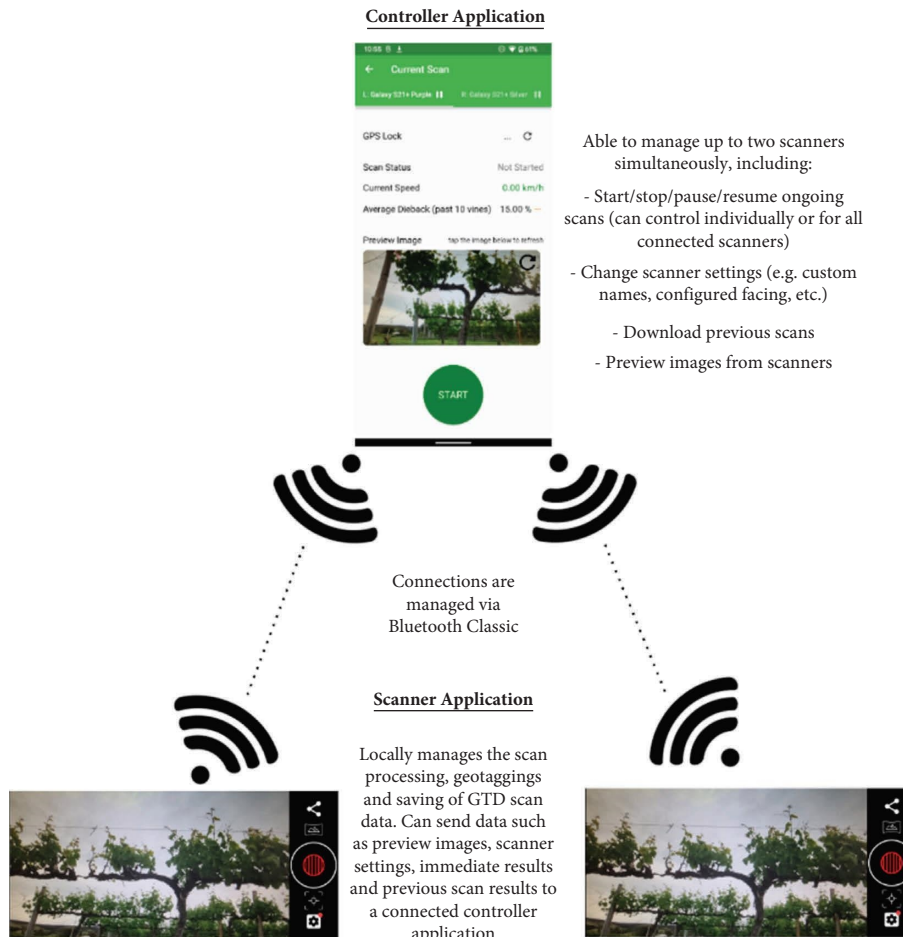 Controller Application
10:05
61%
Current Scan
L: Galaxy S21+ Purple
R: Galaxy S21+ Silver
GPS Lock ...
Scan Status Not Started
Current Speed 0.00 km/h
Average Dieback (past 10 vines) 15.00 %
Preview Image tap the image below to refresh
START
Able to manage up to two scanners
simultaneously, including:
- Start/stop/pause/resume ongoing
scans (can control individually or for all
connected scanners)
- Change scanner settings (e.g. custom
names, configured facing, etc.)
- Download previous scans
- Preview images from scanners
Connections are
managed via
Bluetooth Classic
Scanner Application
Locally manages the scan
processing, geotaggings
and saving of GTD scan
data. Can send data such
as preview images, scanner
settings, immediate results
and previous scan results to
a connected controller
application